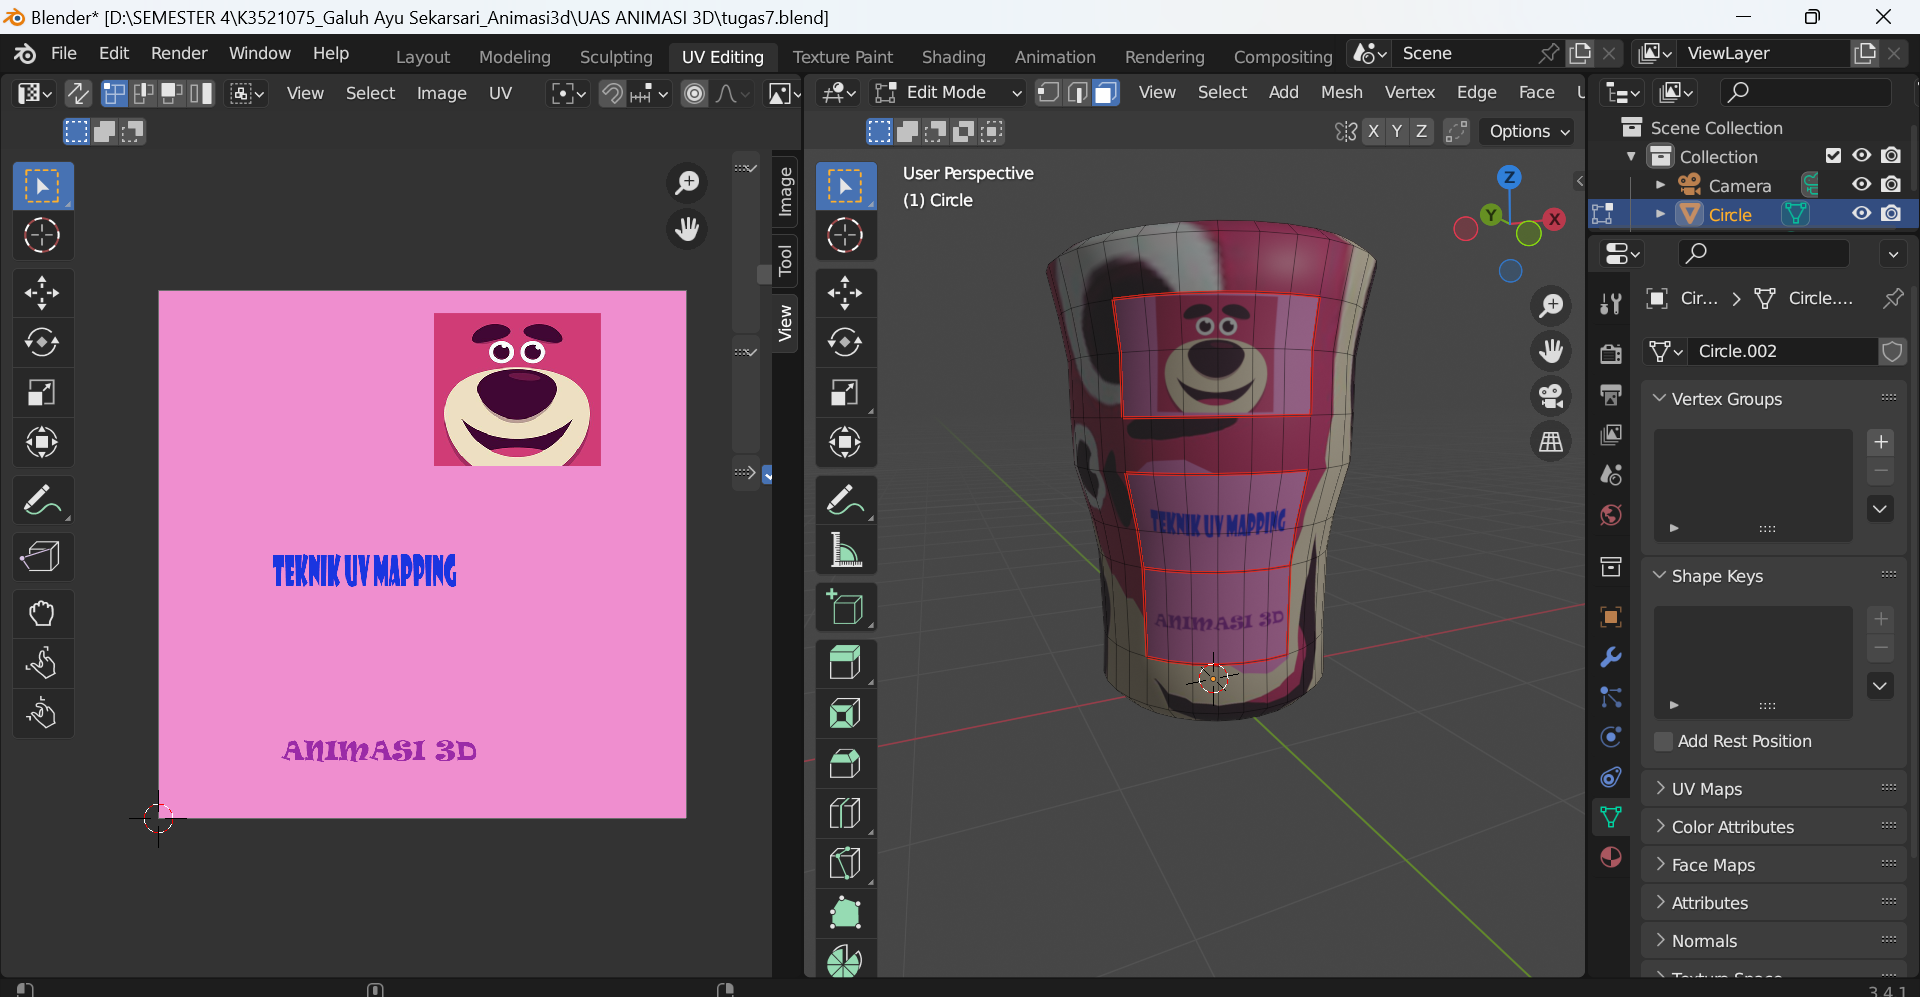 Blender* [D:\SEMESTER 4\K3521075_Galuh Ayu Sekarsari_Animasi3d\UAS ANIMASI 3D\tugas7.blend]
File Edit Render Window Help Layout Modeling Sculpting UV Editing Texture Paint Shading Animation Rendering Compositing Scene ViewLayer
View Select Image UV
Edit Mode View Select Add Mesh Vertex Edge Face
X Y Z Options
Image
Tool
View
TEKNIK UV MAPPING
ANIMASI 3D
User Perspective
(1) Circle
Z
Y
X
TEKNIK UV MAPPING
ANIMASI 3D
Scene Collection
Collection
Camera
Circle
Cir... Circle....
Circle.002
Vertex Groups
Shape Keys
Add Rest Position
UV Maps
Color Attributes
Face Maps
Attributes
Normals
3.4.1